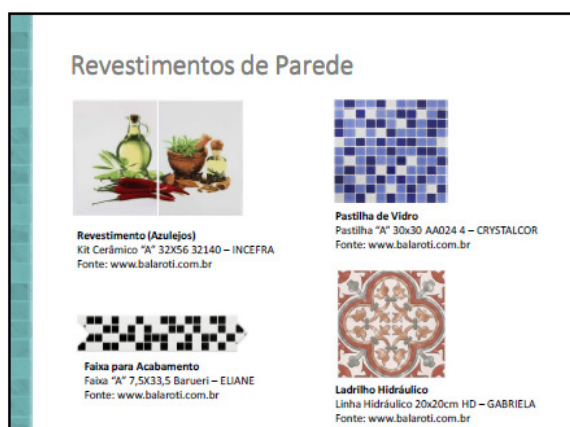 Revestimentos de Parede
Revestimento (Azulejos)
Kit Cerâmico “A” 32X56 32140 – INCEFRA
Fonte: www.balaroti.com.br
Pastilha de Vidro
Pastilha “A” 30x30 AA024 4 – CRYSTALCOR
Fonte: www.balaroti.com.br
Faixa para Acabamento
Faixa “A” 7,5X33,5 Barueri – ELIANE
Fonte: www.balaroti.com.br
Ladrilho Hidráulico
Linha Hidráulico 20x20cm HD – GABRIELA
Fonte: www.balaroti.com.br